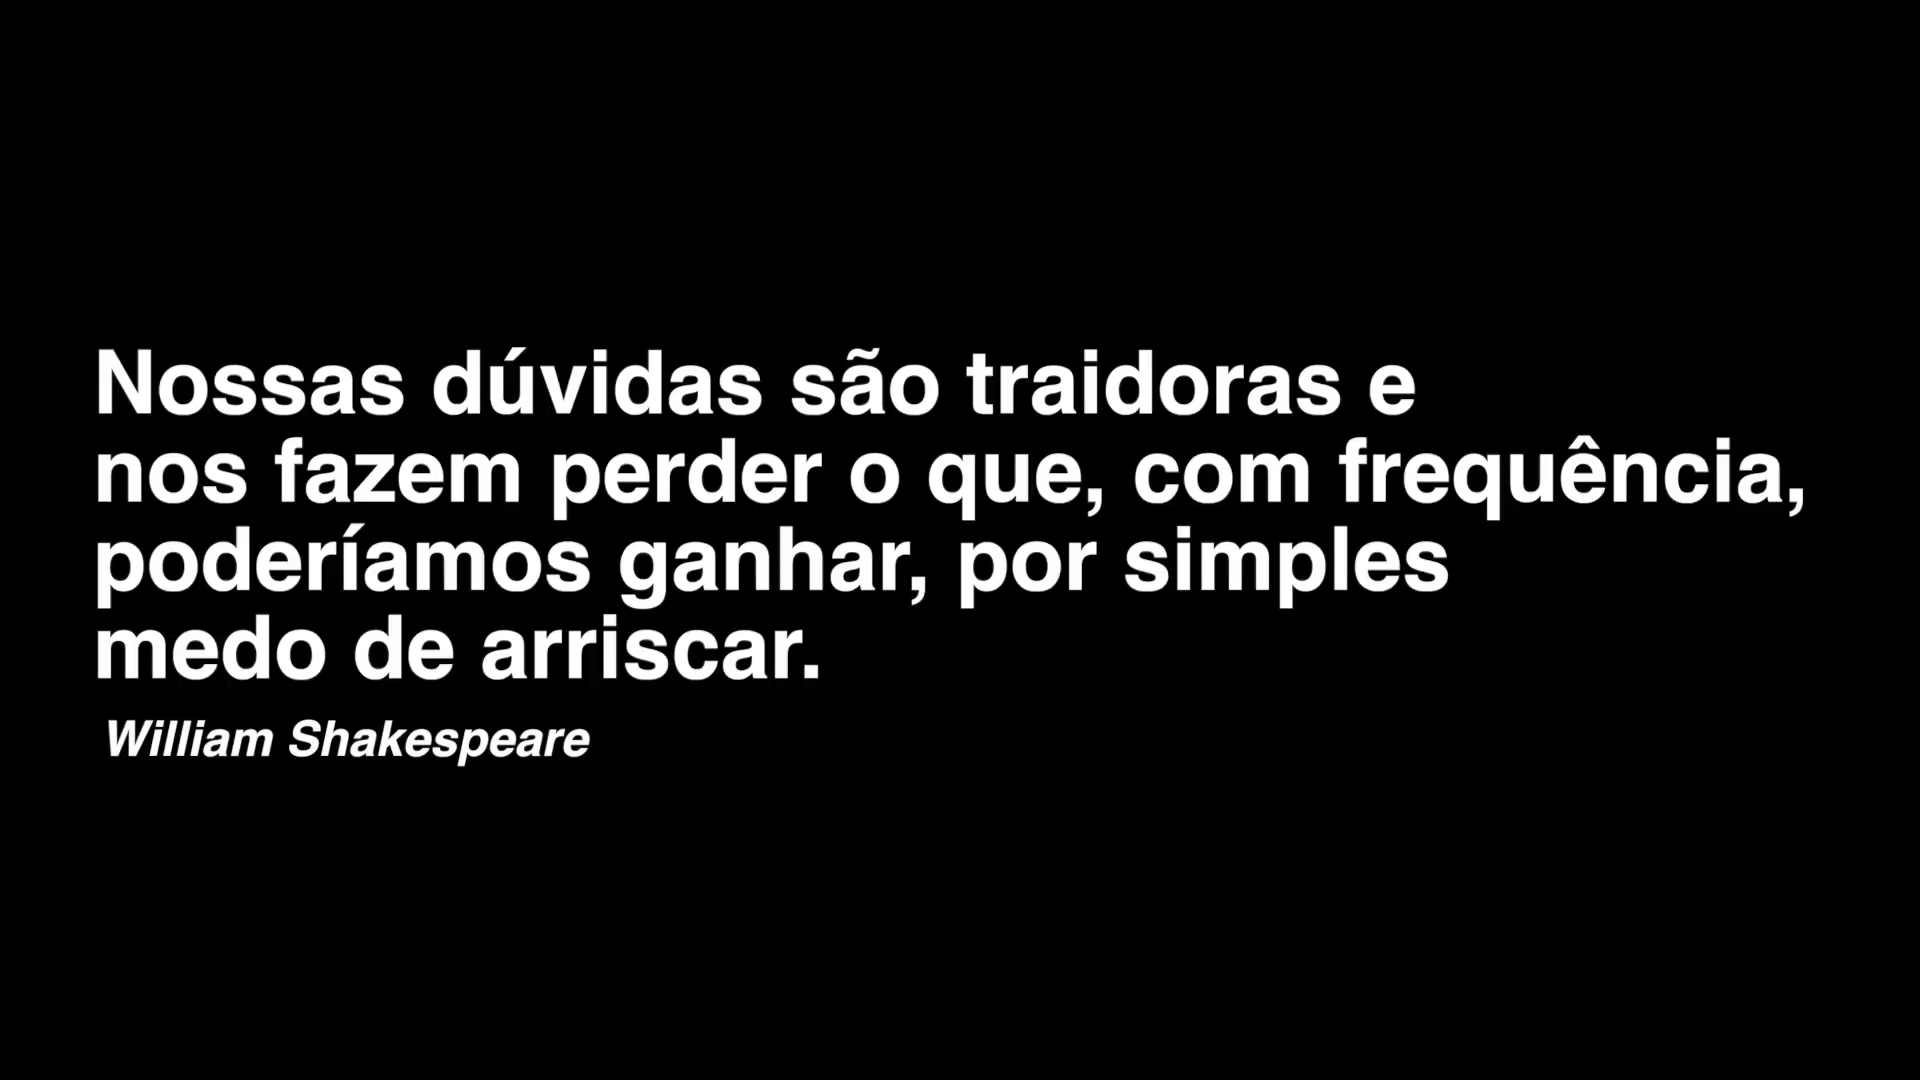 Nossas dúvidas são traidoras e
nos fazem perder o que, com frequência,
poderíamos ganhar, por simples
medo de arriscar.
William Shakespeare